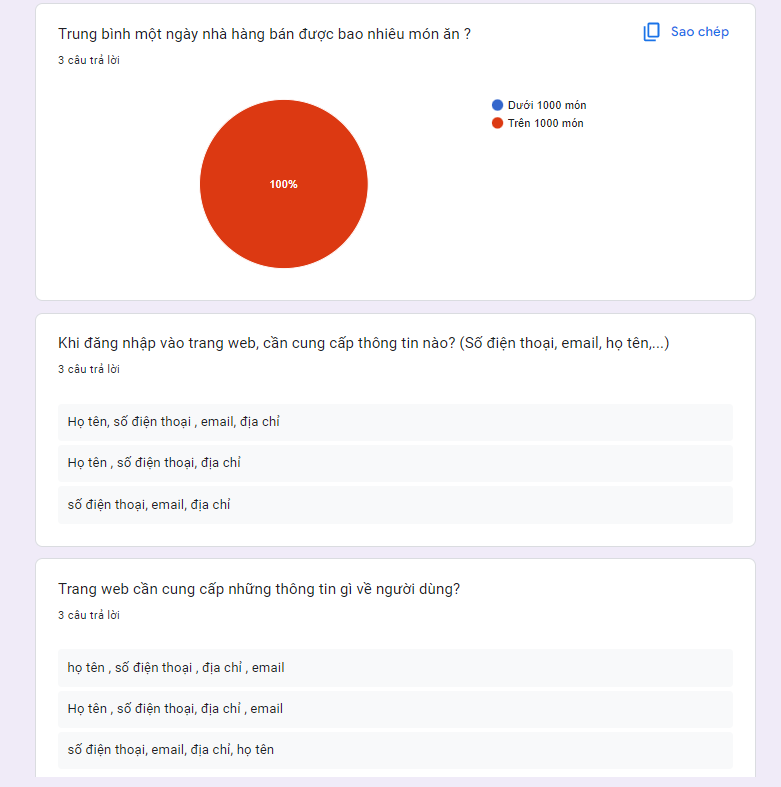 Trung bình một ngày nhà hàng bán được bao nhiêu món ăn ?
Sao chép
3 câu trả lời
Dưới 1000 món
Trên 1000 món
100%
Khi đăng nhập vào trang web, cần cung cấp thông tin nào? (Số điện thoại, email, họ tên,...)
3 câu trả lời
Họ tên, số điện thoại , email, địa chỉ
Họ tên , số điện thoại, địa chỉ
số điện thoại, email, địa chỉ
Trang web cần cung cấp những thông tin gì về người dùng?
3 câu trả lời
họ tên , số điện thoại , địa chỉ , email
Họ tên , số điện thoại, địa chỉ , email
số điện thoại, email, địa chỉ, họ tên